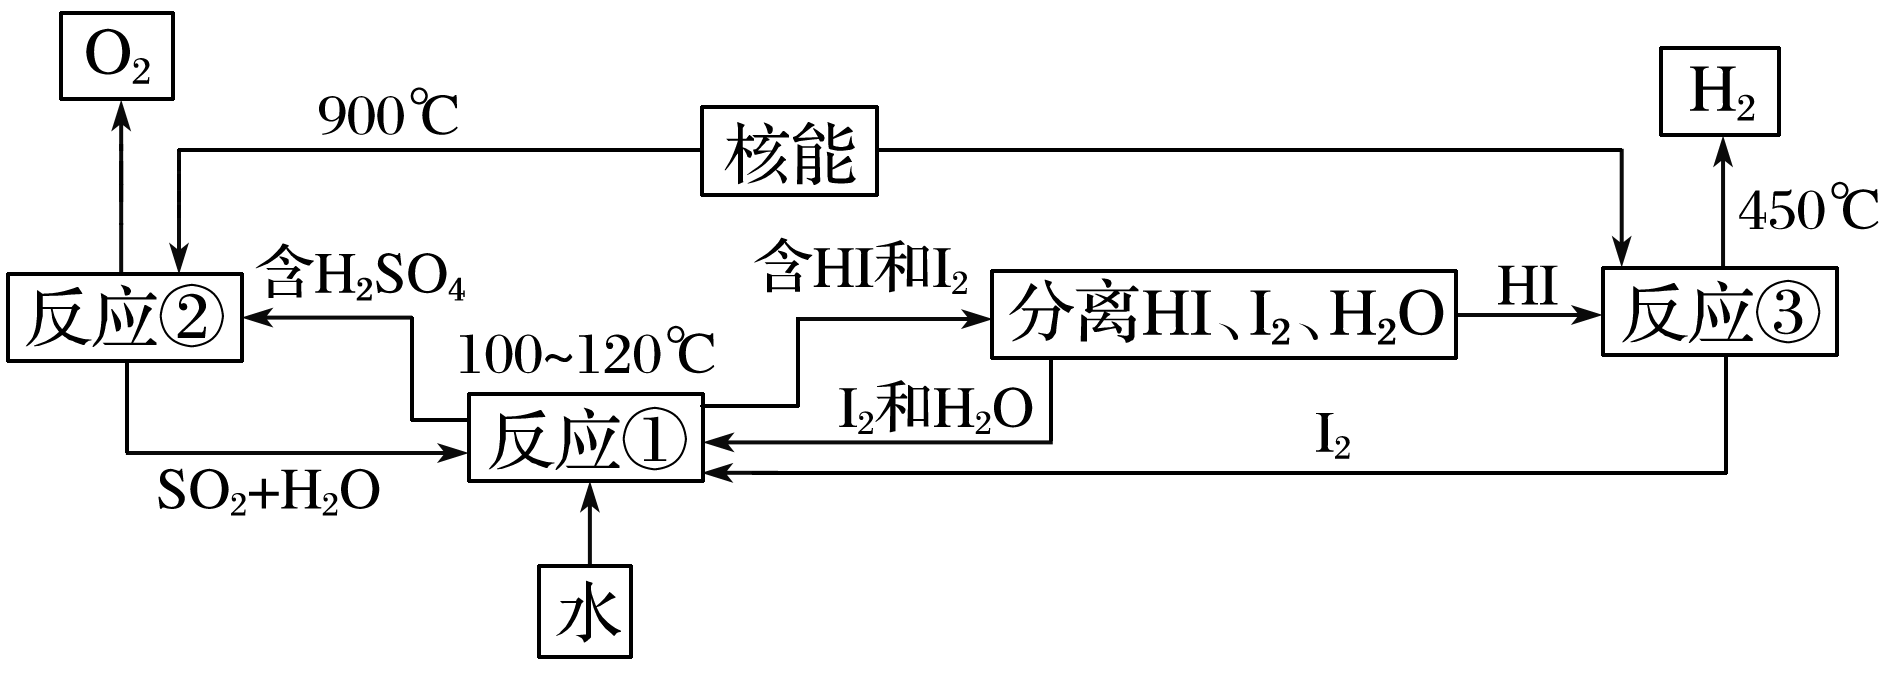 O₂
H₂
900℃
核能
450℃
含H₂SO₄
含HI和I₂
HI
反应②
分离HI、I₂、H₂O
反应③
100~120℃
I₂和H₂O
反应①
I₂
SO₂+H₂O
水